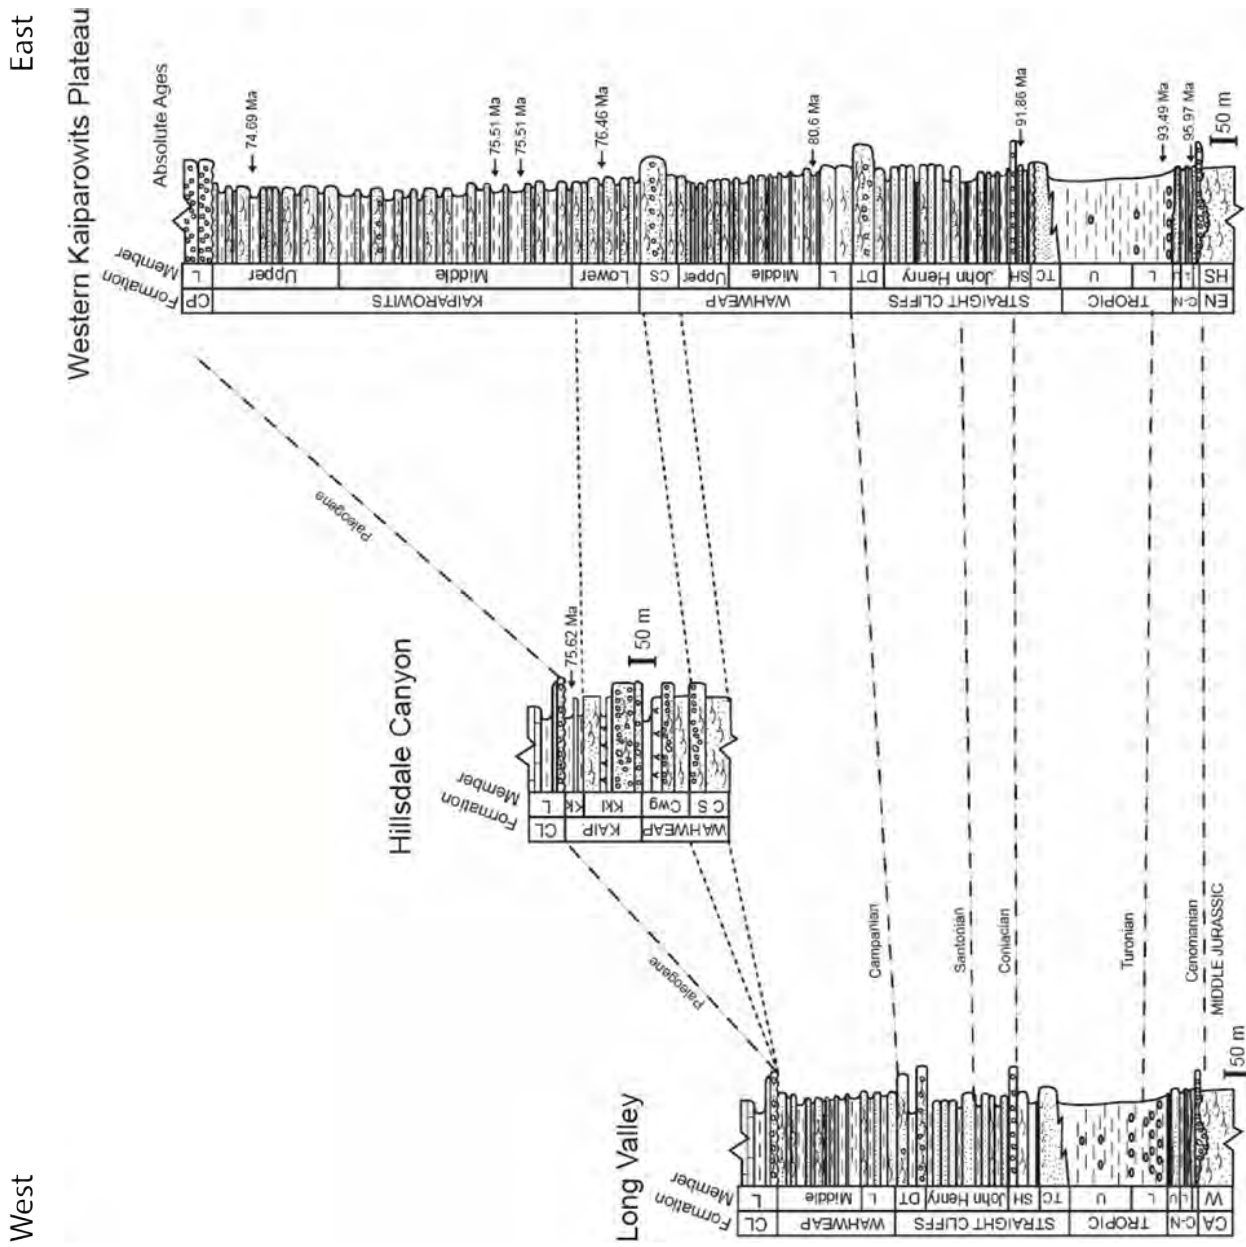 West
East
Long Valley
Formation
Member
CL
WAHWEAP
STRAIGHT CLIFFS
TROPIC
C-N
CA
L
Middle
L
DT
John Henry
SH
TC
U
L
U
L
W
50 m
Hillsdale Canyon
Formation
Member
CL
KAIP.
WAHWEAP
L
KK
KKl
Cwg
C S
75.62 Ma
50 m
Western Kaiparowits Plateau
Formation
Member
Absolute Ages
CP
KAIPAROWITS
WAHWEAP
STRAIGHT CLIFFS
TROPIC
C-N
EN
L
Upper
Middle
Lower
CS
Upper
Middle
L
DT
John Henry
SH
TC
U
L
U
L
HS
74.69 Ma
75.51 Ma
75.51 Ma
76.46 Ma
80.6 Ma
91.86 Ma
93.49 Ma
95.97 Ma
50 m
Paleogene
Paleogene
Campanian
Santonian
Coniacian
Turonian
Cenomanian
MIDDLE JURASSIC